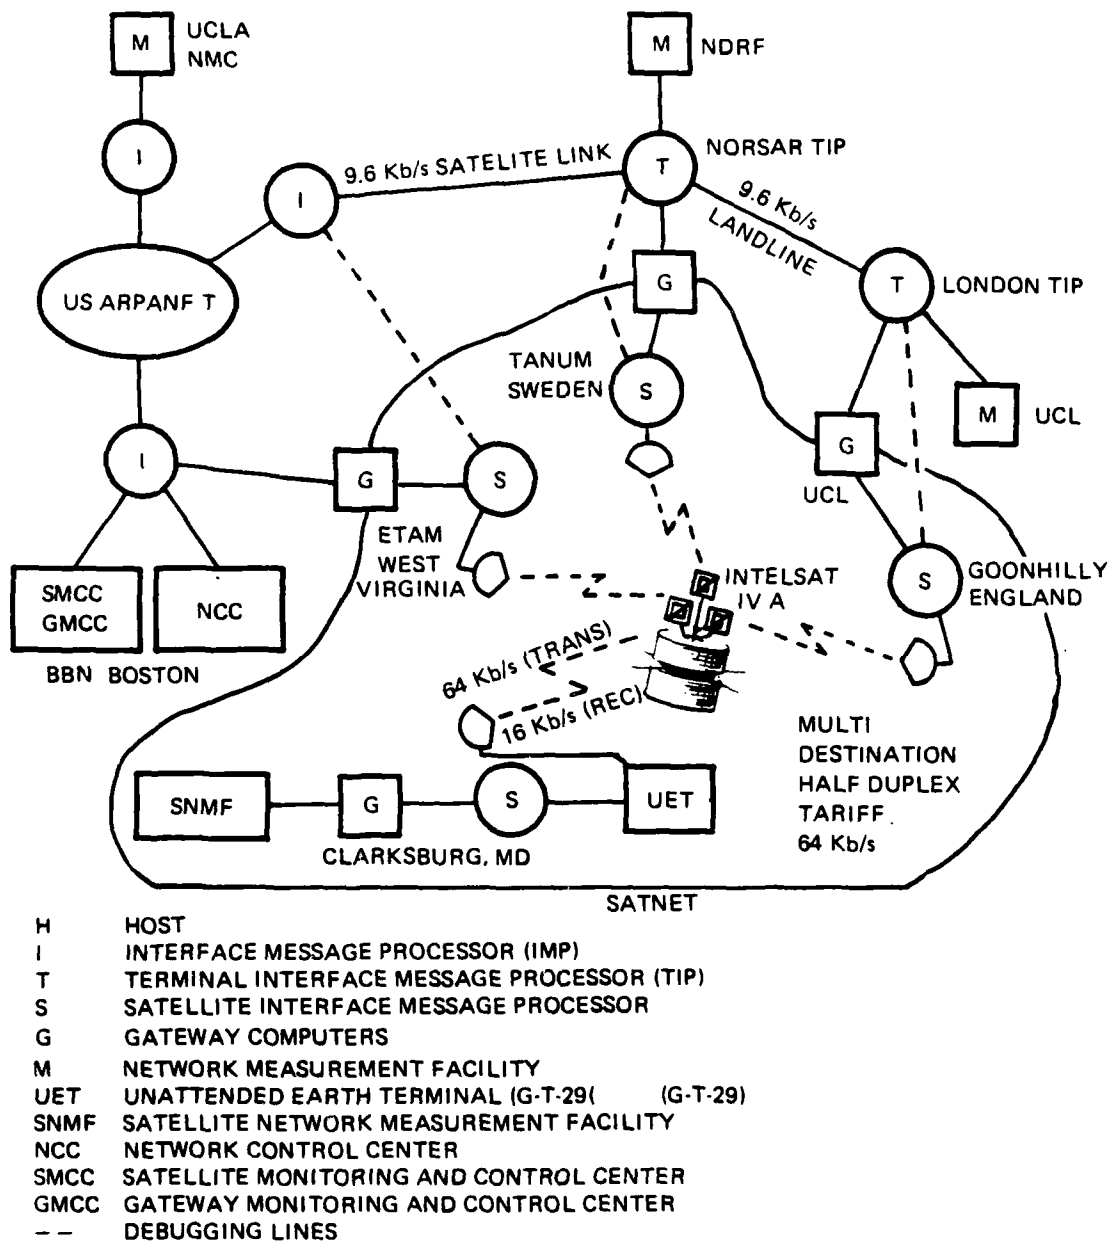 M
UCLA
NMC
M
NDRF
I
I
9.6 Kb/s SATELITE LINK
T
NORSAR TIP
9.6 Kb/s
LANDLINE
US ARPANF T
G
T
LONDON TIP
TANUM
SWEDEN
S
M
UCL
I
G
S
G
UCL
ETAM
WEST
VIRGINIA
SMCC
GMCC
NCC
BBN BOSTON
INTELSAT
IV A
S
GOONHILLY
ENGLAND
64 Kb/s (TRANS)
16 Kb/s (REC)
MULTI
DESTINATION
HALF DUPLEX
TARIFF.
64 Kb/s
SNMF
G
S
UET
CLARKSBURG, MD
SATNET
H HOST
I INTERFACE MESSAGE PROCESSOR (IMP)
T TERMINAL INTERFACE MESSAGE PROCESSOR (TIP)
S SATELLITE INTERFACE MESSAGE PROCESSOR
G GATEWAY COMPUTERS
M NETWORK MEASUREMENT FACILITY
UET UNATTENDED EARTH TERMINAL (G-T-29( (G-T-29)
SNMF SATELLITE NETWORK MEASUREMENT FACILITY
NCC NETWORK CONTROL CENTER
SMCC SATELLITE MONITORING AND CONTROL CENTER
GMCC GATEWAY MONITORING AND CONTROL CENTER
-- DEBUGGING LINES